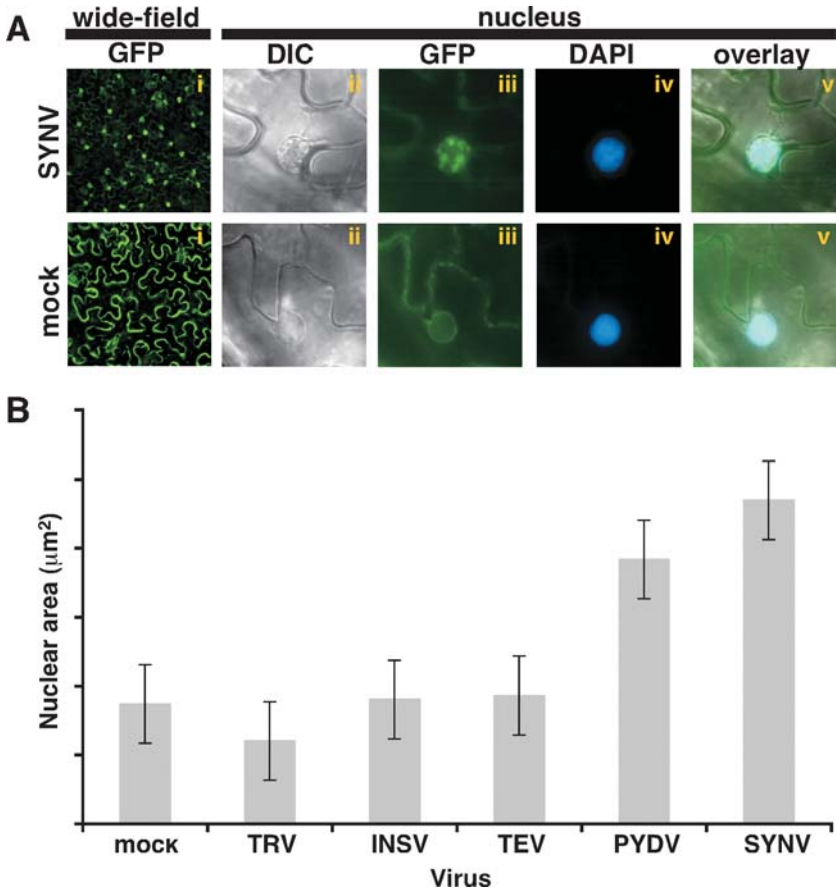 A
wide-field nucleus
GFP DIC GFP DAPI overlay
SYNV
i ii iii iv v
mock
i ii iii iv v
B
Nuclear area (μm²)
mock TRV INSV TEV PYDV SYNV
Virus